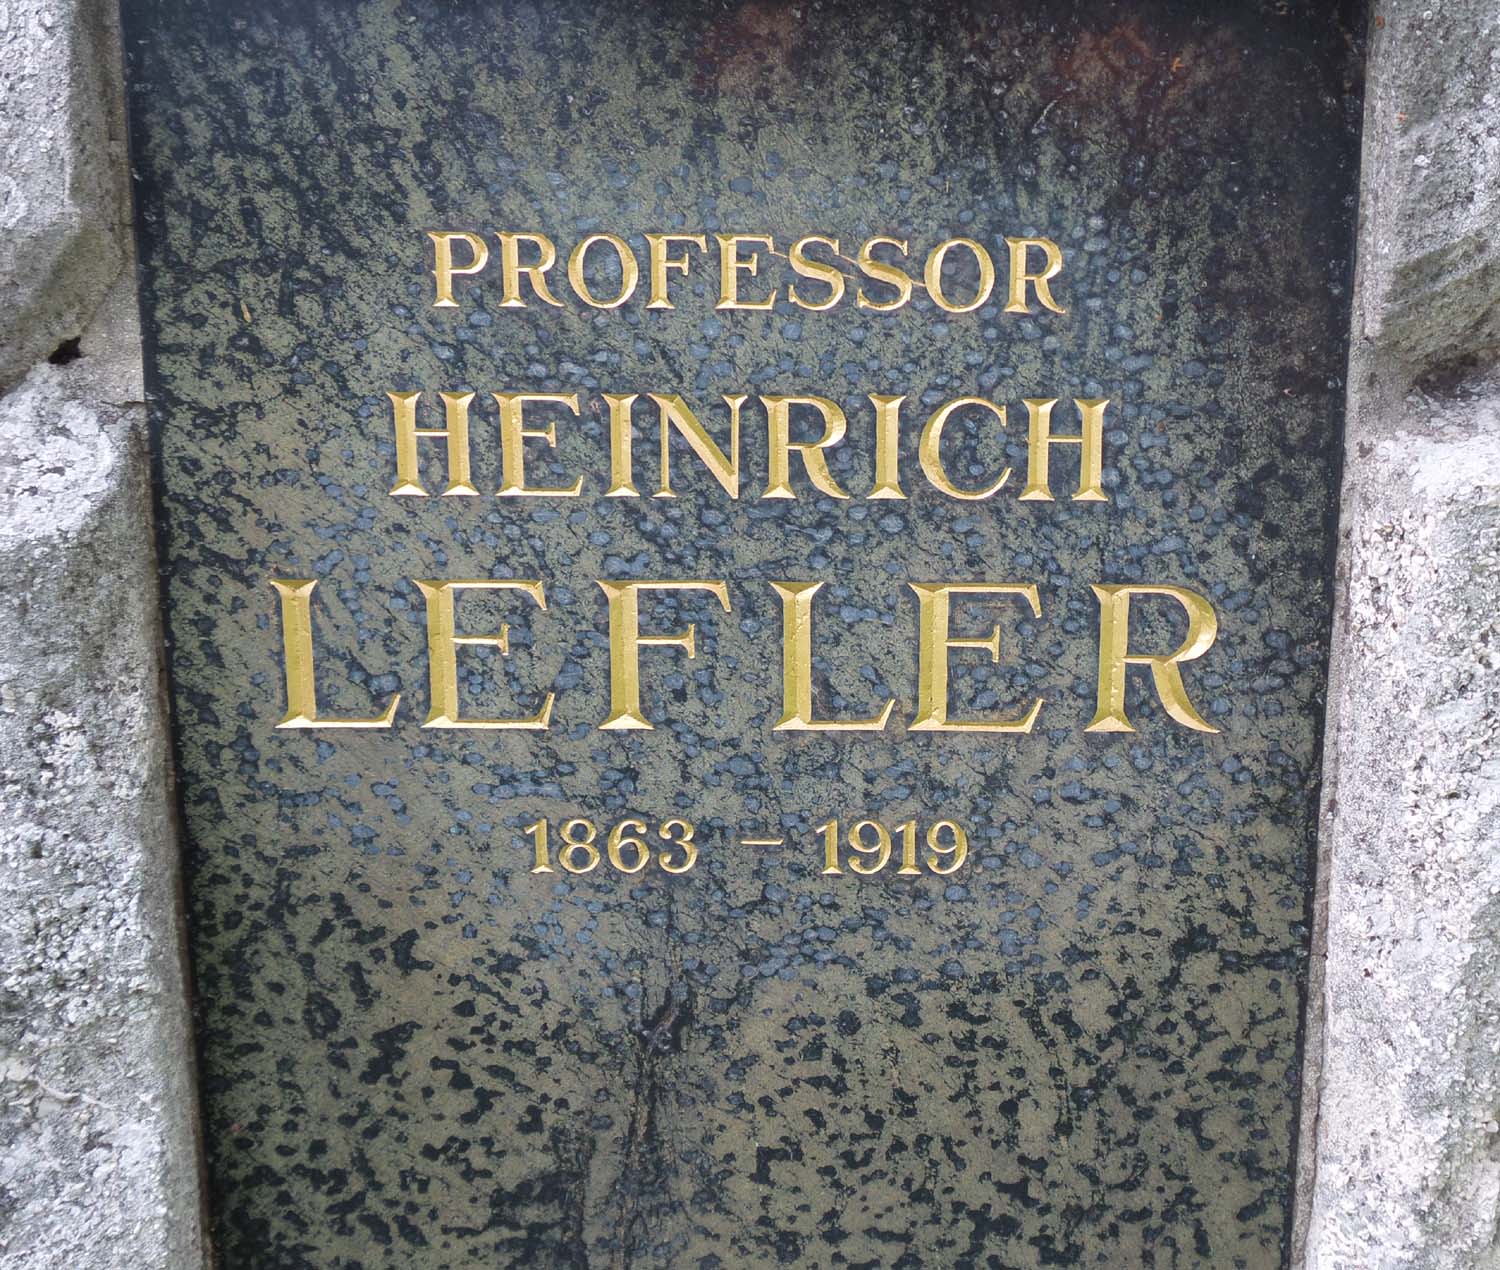 PROFESSOR
HEINRICH
LEFLER
1863 – 1919